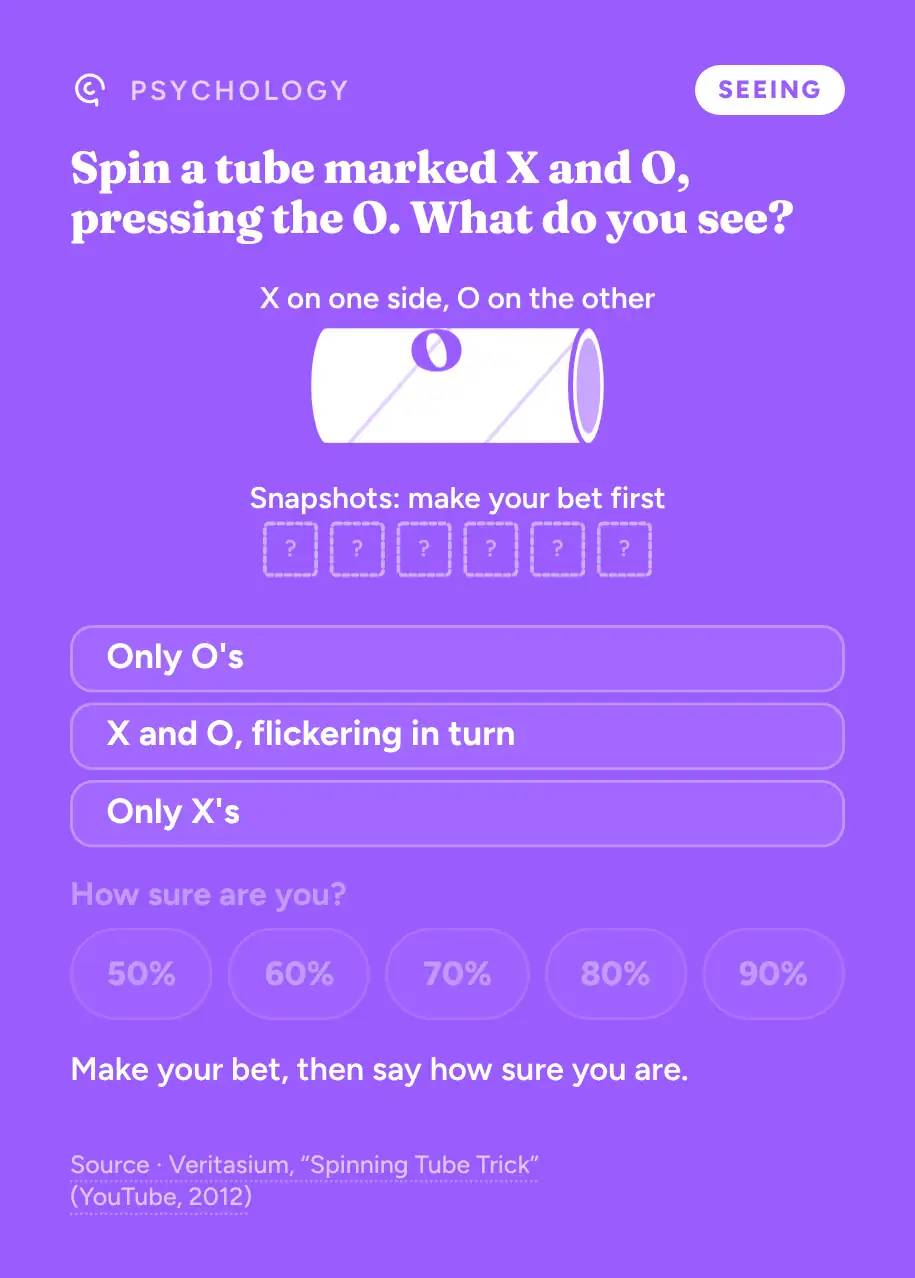 PSYCHOLOGY
SEEING
Spin a tube marked X and O,
pressing the O. What do you see?
X on one side, O on the other
O
Snapshots: make your bet first
? ? ? ? ? ?
Only O's
X and O, flickering in turn
Only X's
How sure are you?
50% 60% 70% 80% 90%
Make your bet, then say how sure you are.
Source · Veritasium, “Spinning Tube Trick”
(YouTube, 2012)